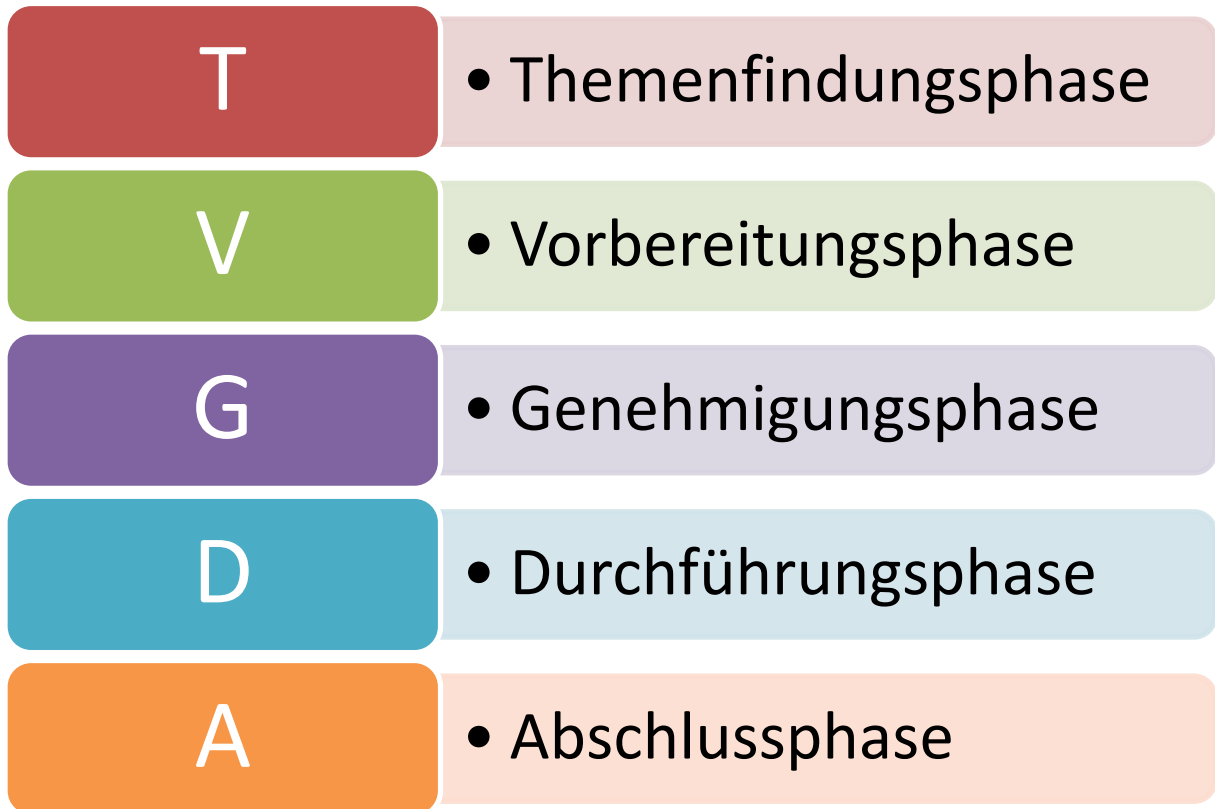 T
• Themenfindungsphase
V
• Vorbereitungsphase
G
• Genehmigungsphase
D
• Durchführungsphase
A
• Abschlussphase